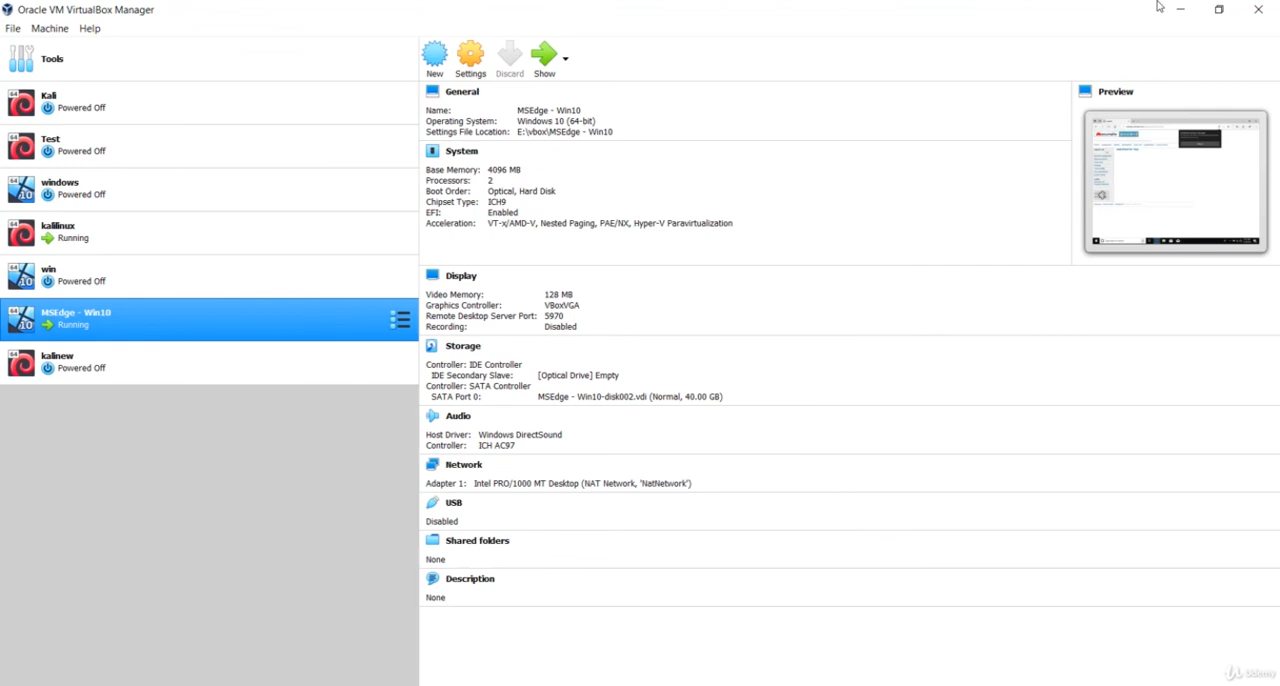 Oracle VM VirtualBox Manager
File Machine Help
Tools
New Settings Discard Show
Kali
Powered Off
Test
Powered Off
windows
Powered Off
kalilinux
Running
win
Powered Off
MSEdge - Win10
Running
kalinew
Powered Off
General
Name: MSEdge - Win10
Operating System: Windows 10 (64-bit)
Settings File Location: E:\vbox\MSEdge - Win10
System
Base Memory: 4096 MB
Processors: 2
Boot Order: Optical, Hard Disk
Chipset Type: ICH9
EFI: Enabled
Acceleration: VT-x/AMD-V, Nested Paging, PAE/NX, Hyper-V Paravirtualization
Preview
Display
Video Memory: 128 MB
Graphics Controller: VBoxVGA
Remote Desktop Server Port: 5970
Recording: Disabled
Storage
Controller: IDE Controller
IDE Secondary Slave: [Optical Drive] Empty
Controller: SATA Controller
SATA Port 0: MSEdge - Win10-disk002.vdi (Normal, 40.00 GB)
Audio
Host Driver: Windows DirectSound
Controller: ICH AC97
Network
Adapter 1: Intel PRO/1000 MT Desktop (NAT Network, 'NatNetwork')
USB
Disabled
Shared folders
None
Description
None
Udemy